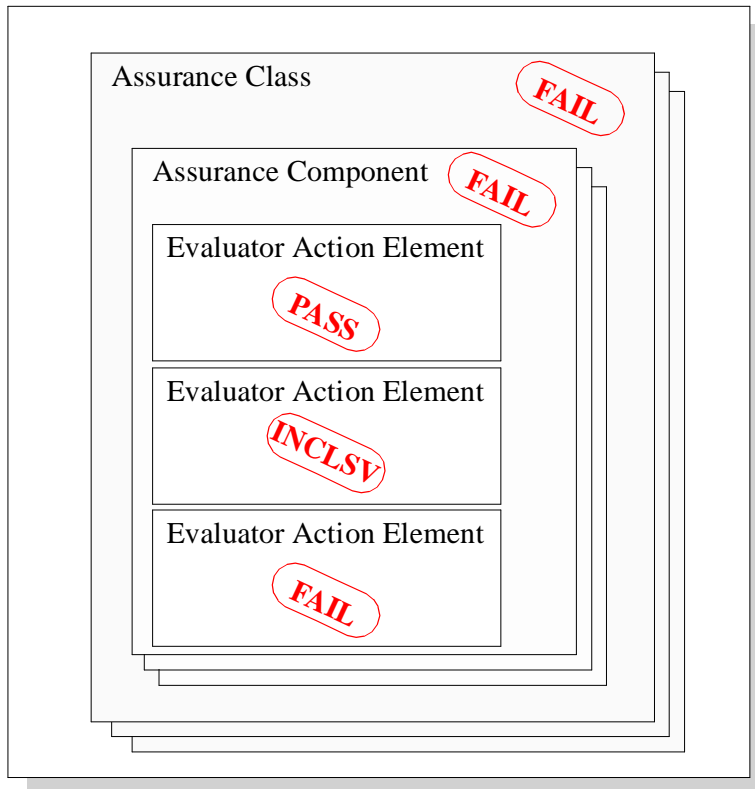 Assurance Class
FAIL
Assurance Component
FAIL
Evaluator Action Element
PASS
Evaluator Action Element
INCLSV
Evaluator Action Element
FAIL